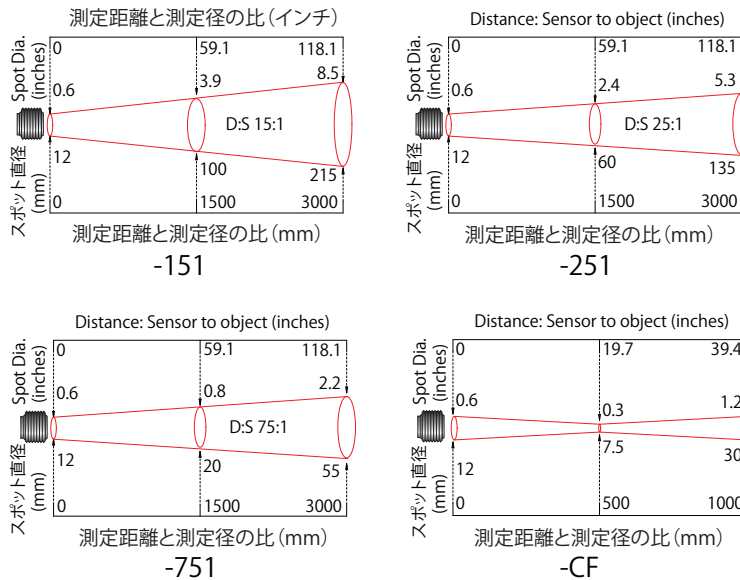 測定距離と測定径の比(インチ)
Spot Dia.
(inches)
0
59.1
118.1
0.6
3.9
8.5
D:S 15:1
12
100
215
スポット直径
(mm)
0
1500
3000
測定距離と測定径の比(mm)
-151
Distance: Sensor to object (inches)
Spot Dia.
(inches)
0
59.1
118.1
0.6
2.4
5.3
D:S 25:1
12
60
135
スポット直径
(mm)
0
1500
3000
測定距離と測定径の比(mm)
-251
Distance: Sensor to object (inches)
Spot Dia.
(inches)
0
59.1
118.1
0.6
0.8
2.2
D:S 75:1
12
20
55
スポット直径
(mm)
0
1500
3000
測定距離と測定径の比(mm)
-751
Distance: Sensor to object (inches)
Spot Dia.
(inches)
0
19.7
39.4
0.6
0.3
1.2
12
7.5
30
スポット直径
(mm)
0
500
1000
測定距離と測定径の比(mm)
-CF